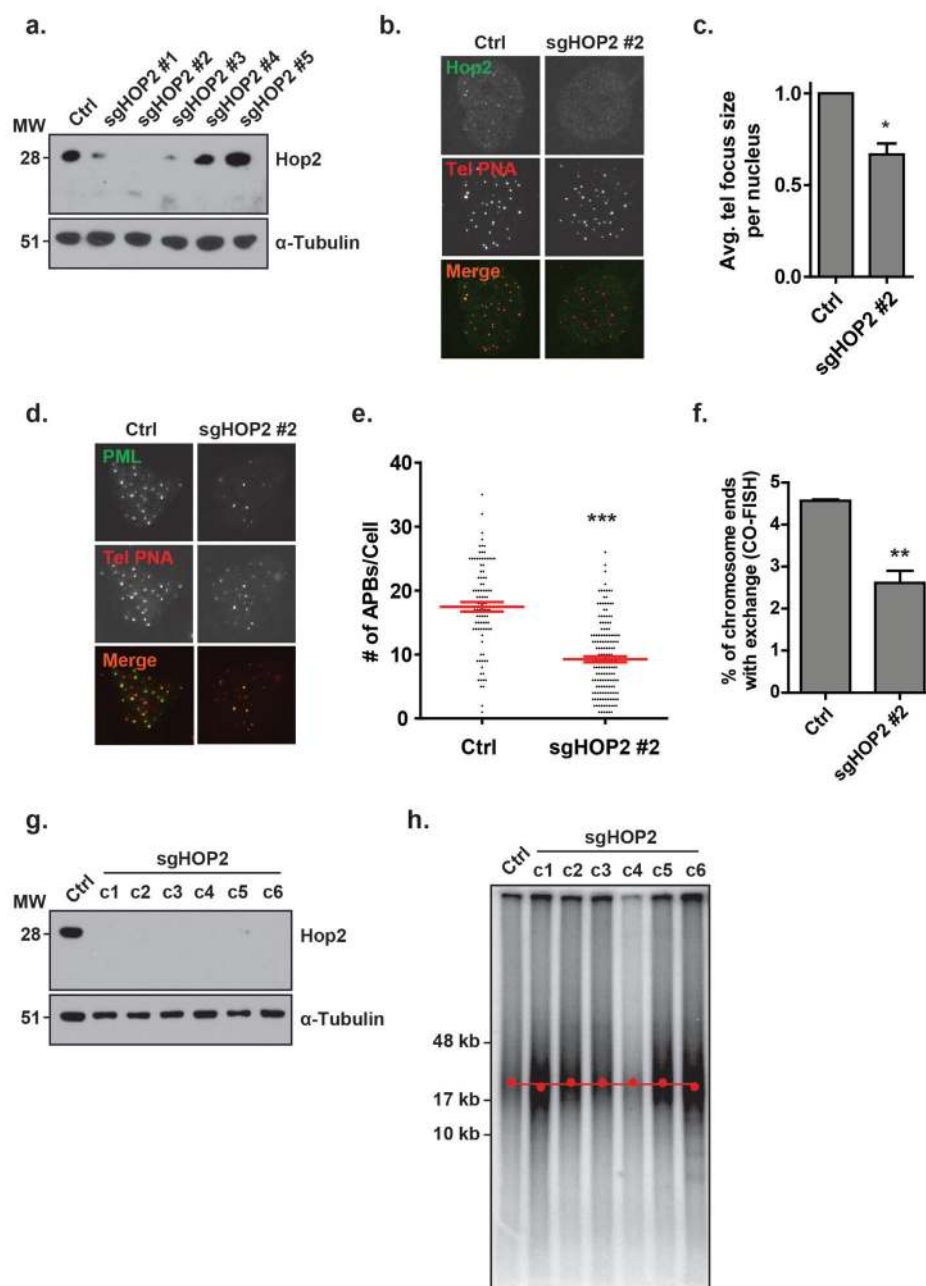 a.
Ctrl sgHOP2 #1 sgHOP2 #2 sgHOP2 #3 sgHOP2 #4 sgHOP2 #5
MW
28 Hop2
51 α-Tubulin
b.
Ctrl sgHOP2 #2
Hop2
Tel PNA
Merge
c.
Avg. tel focus size
per nucleus
1.0
0.5
0.0
*
Ctrl sgHOP2 #2
d.
Ctrl sgHOP2 #2
PML
Tel PNA
Merge
e.
# of APBs/Cell
40
30
20
10
0
***
Ctrl sgHOP2 #2
f.
% of chromosome ends
with exchange (CO-FISH)
5
4
3
2
1
0
**
Ctrl sgHOP2 #2
g.
sgHOP2
Ctrl c1 c2 c3 c4 c5 c6
MW
28 Hop2
51 α-Tubulin
h.
sgHOP2
Ctrl c1 c2 c3 c4 c5 c6
48 kb
17 kb
10 kb